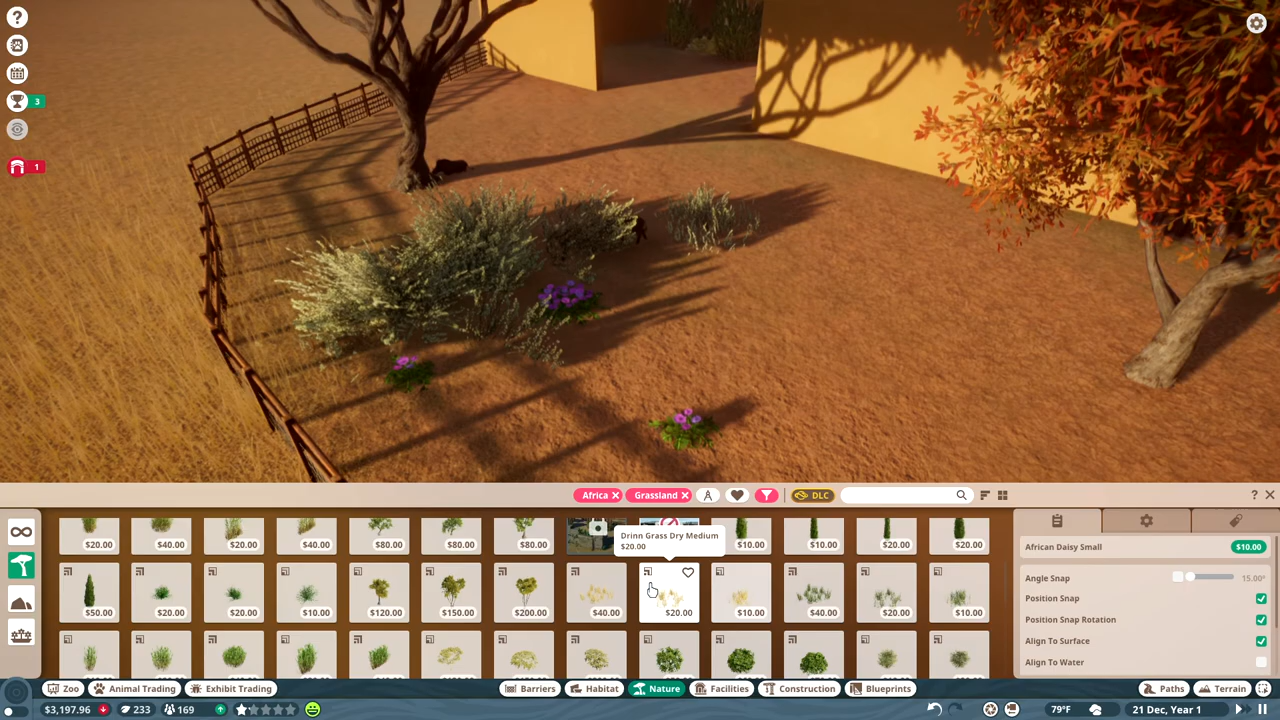 3
1
Africa × Grassland × DLC
$20.00 $40.00 $20.00 $40.00 $80.00 $80.00 $80.00 $10.00 $10.00 $20.00 $20.00
Drinn Grass Dry Medium
$20.00
$50.00 $20.00 $20.00 $10.00 $120.00 $150.00 $200.00 $40.00 $20.00 $10.00 $40.00 $20.00 $10.00
African Daisy Small $10.00
Angle Snap 15.00°
Position Snap
Position Snap Rotation
Align To Surface
Align To Water
Zoo Animal Trading Exhibit Trading Barriers Habitat Nature Facilities Construction Blueprints Paths Terrain
$3,197.96 233 169 79°F 21 Dec, Year 1